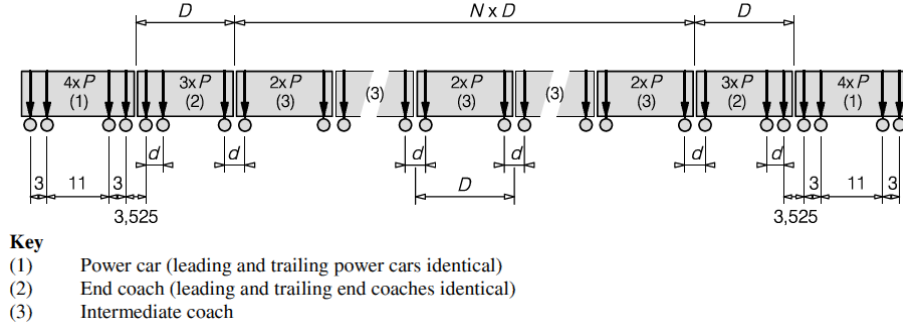 D N x D D
4x P 3x P 2x P 2x P 2x P 3x P 4x P
(1) (2) (3) (3) (3) (3) (3) (2) (1)
d d d d d d
3 11 3 D 3 11 3
3,525 3,525
Key
(1) Power car (leading and trailing power cars identical)
(2) End coach (leading and trailing end coaches identical)
(3) Intermediate coach